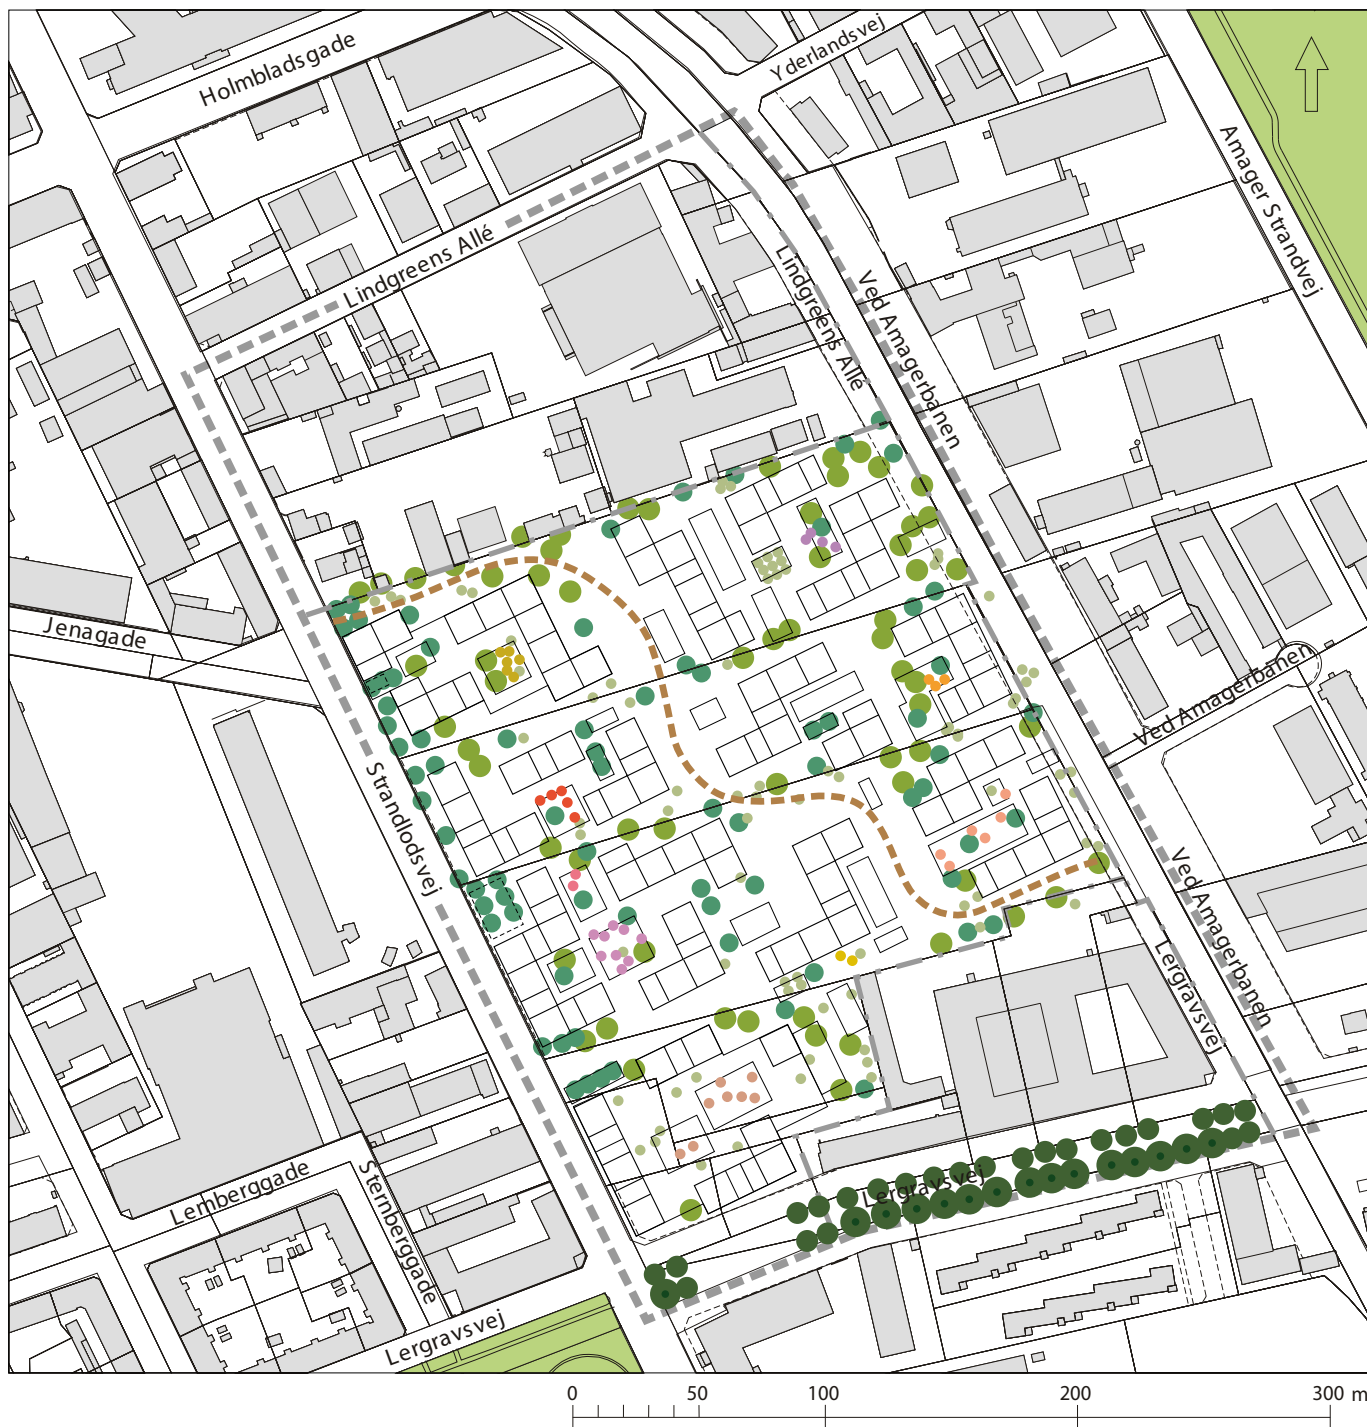 Holmbladsgade
Yderlandsvej
Amager Strandvej
Lindgreens Allé
Lindgreens Allé
Ved Amagerbanen
Jenagade
Ved Amagerbanen
Strandlodsvej
Ved Amagerbanen
Lergravsvej
Lergravsvej
Lemberggade
Sternberggade
Lergravsvej
0 50 100 200 300 m